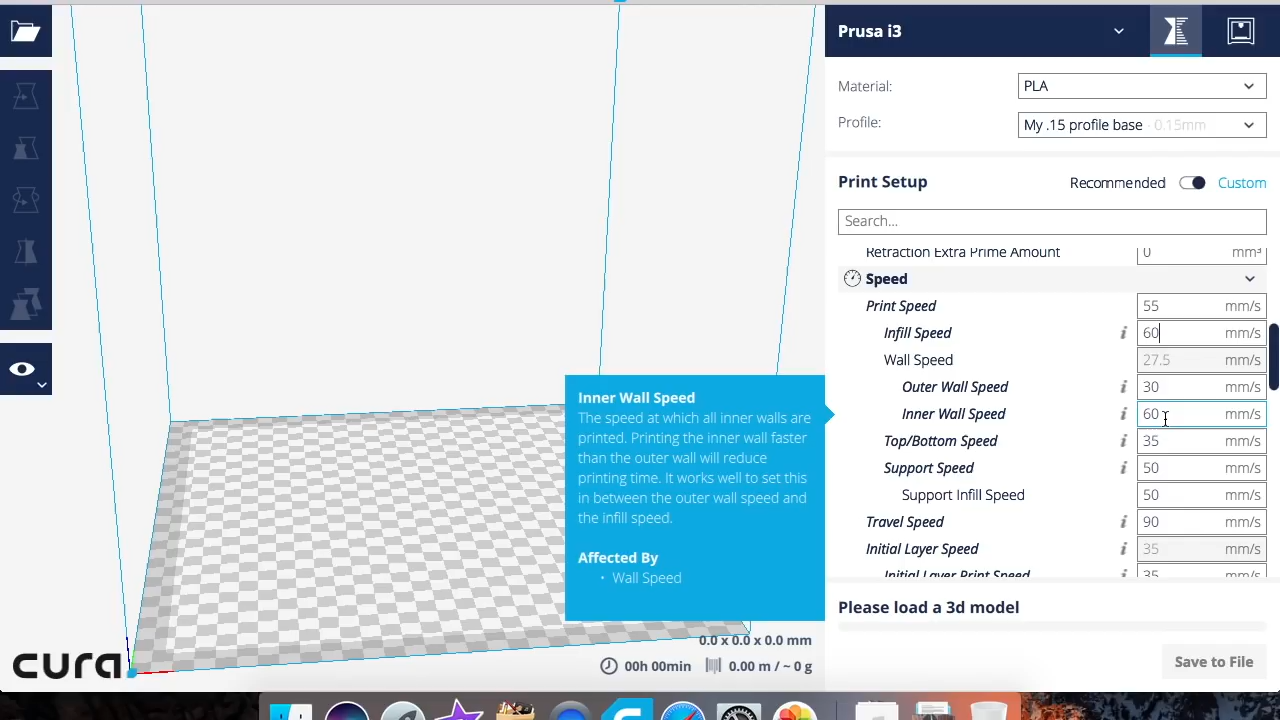 Prusa i3
Material:
PLA
Profile:
My .15 profile base - 0.15mm
Print Setup
Recommended
Custom
Search...
Retraction Extra Prime Amount
0 mm³
Speed
Print Speed
55 mm/s
Infill Speed
i
60 mm/s
Wall Speed
27.5 mm/s
Outer Wall Speed
i
30 mm/s
Inner Wall Speed
i
60 mm/s
Top/Bottom Speed
i
35 mm/s
Support Speed
i
50 mm/s
Support Infill Speed
50 mm/s
Travel Speed
i
90 mm/s
Initial Layer Speed
i
35 mm/s
Initial Layer Print Speed
i
35 mm/s
Inner Wall Speed
The speed at which all inner walls are
printed. Printing the inner wall faster
than the outer wall will reduce
printing time. It works well to set this
in between the outer wall speed and
the infill speed.
Affected By
• Wall Speed
Please load a 3d model
0.0 x 0.0 x 0.0 mm
00h 00min
0.00 m / ~ 0 g
Save to File
cura